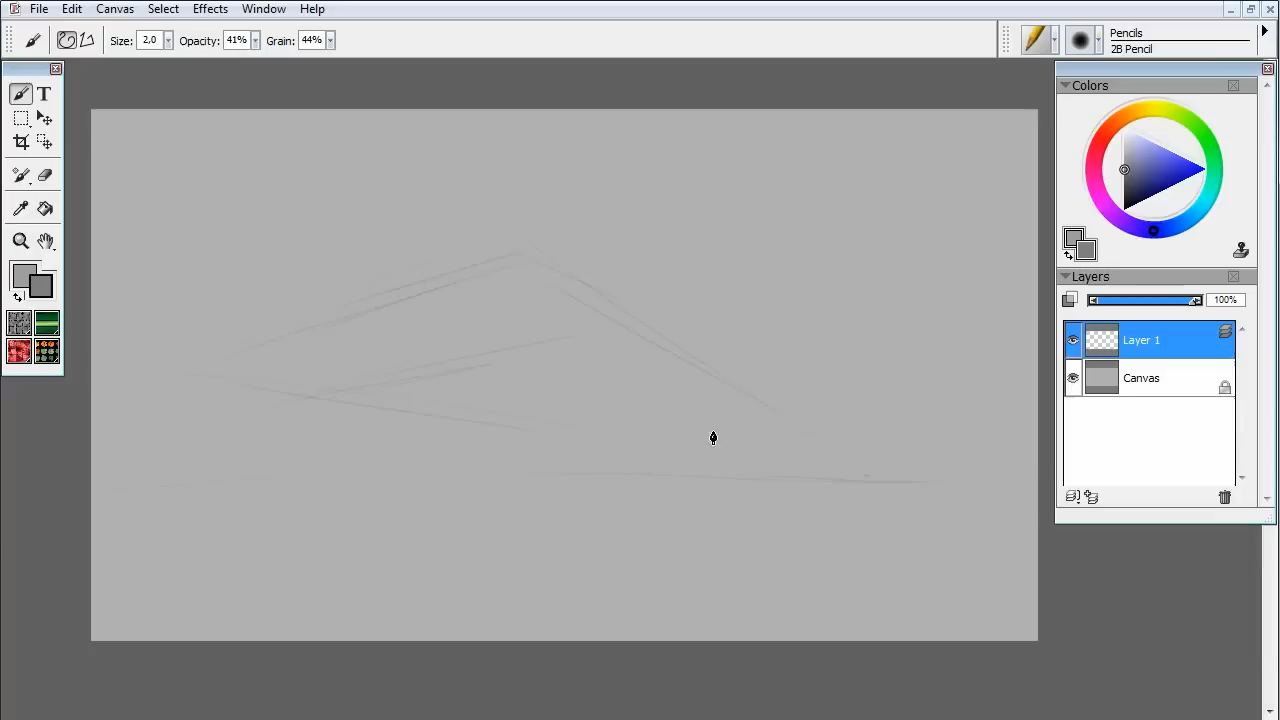 File Edit Canvas Select Effects Window Help
Size: 2,0 Opacity: 41% Grain: 44%
Pencils
2B Pencil
T
Colors
Layers
100%
Layer 1
Canvas